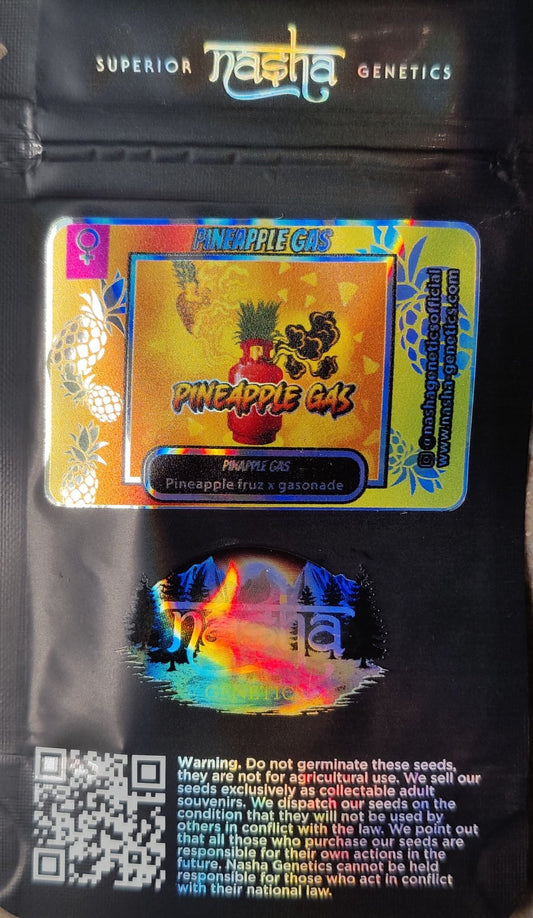 SUPERIOR nasha GENETICS
PINEAPPLE GAS
PINEAPPLE GAS
PINAPPLE GAS
Pineapple fruz x gasonade
@nashagenoticsofficial
www.nasha-genotics.com
nasha
GENETIC
Warning. Do not germinate these seeds,
they are not for agricultural use. We sell our
seeds exclusively as collectable adult
souvenirs. We dispatch our seeds on the
condition that they will not be used by
others in conflict with the law. We point out
that all those who purchase our seeds are
responsible for their own actions in the
future. Nasha Genetics cannot be held
responsible for those who act in conflict
with their national law.